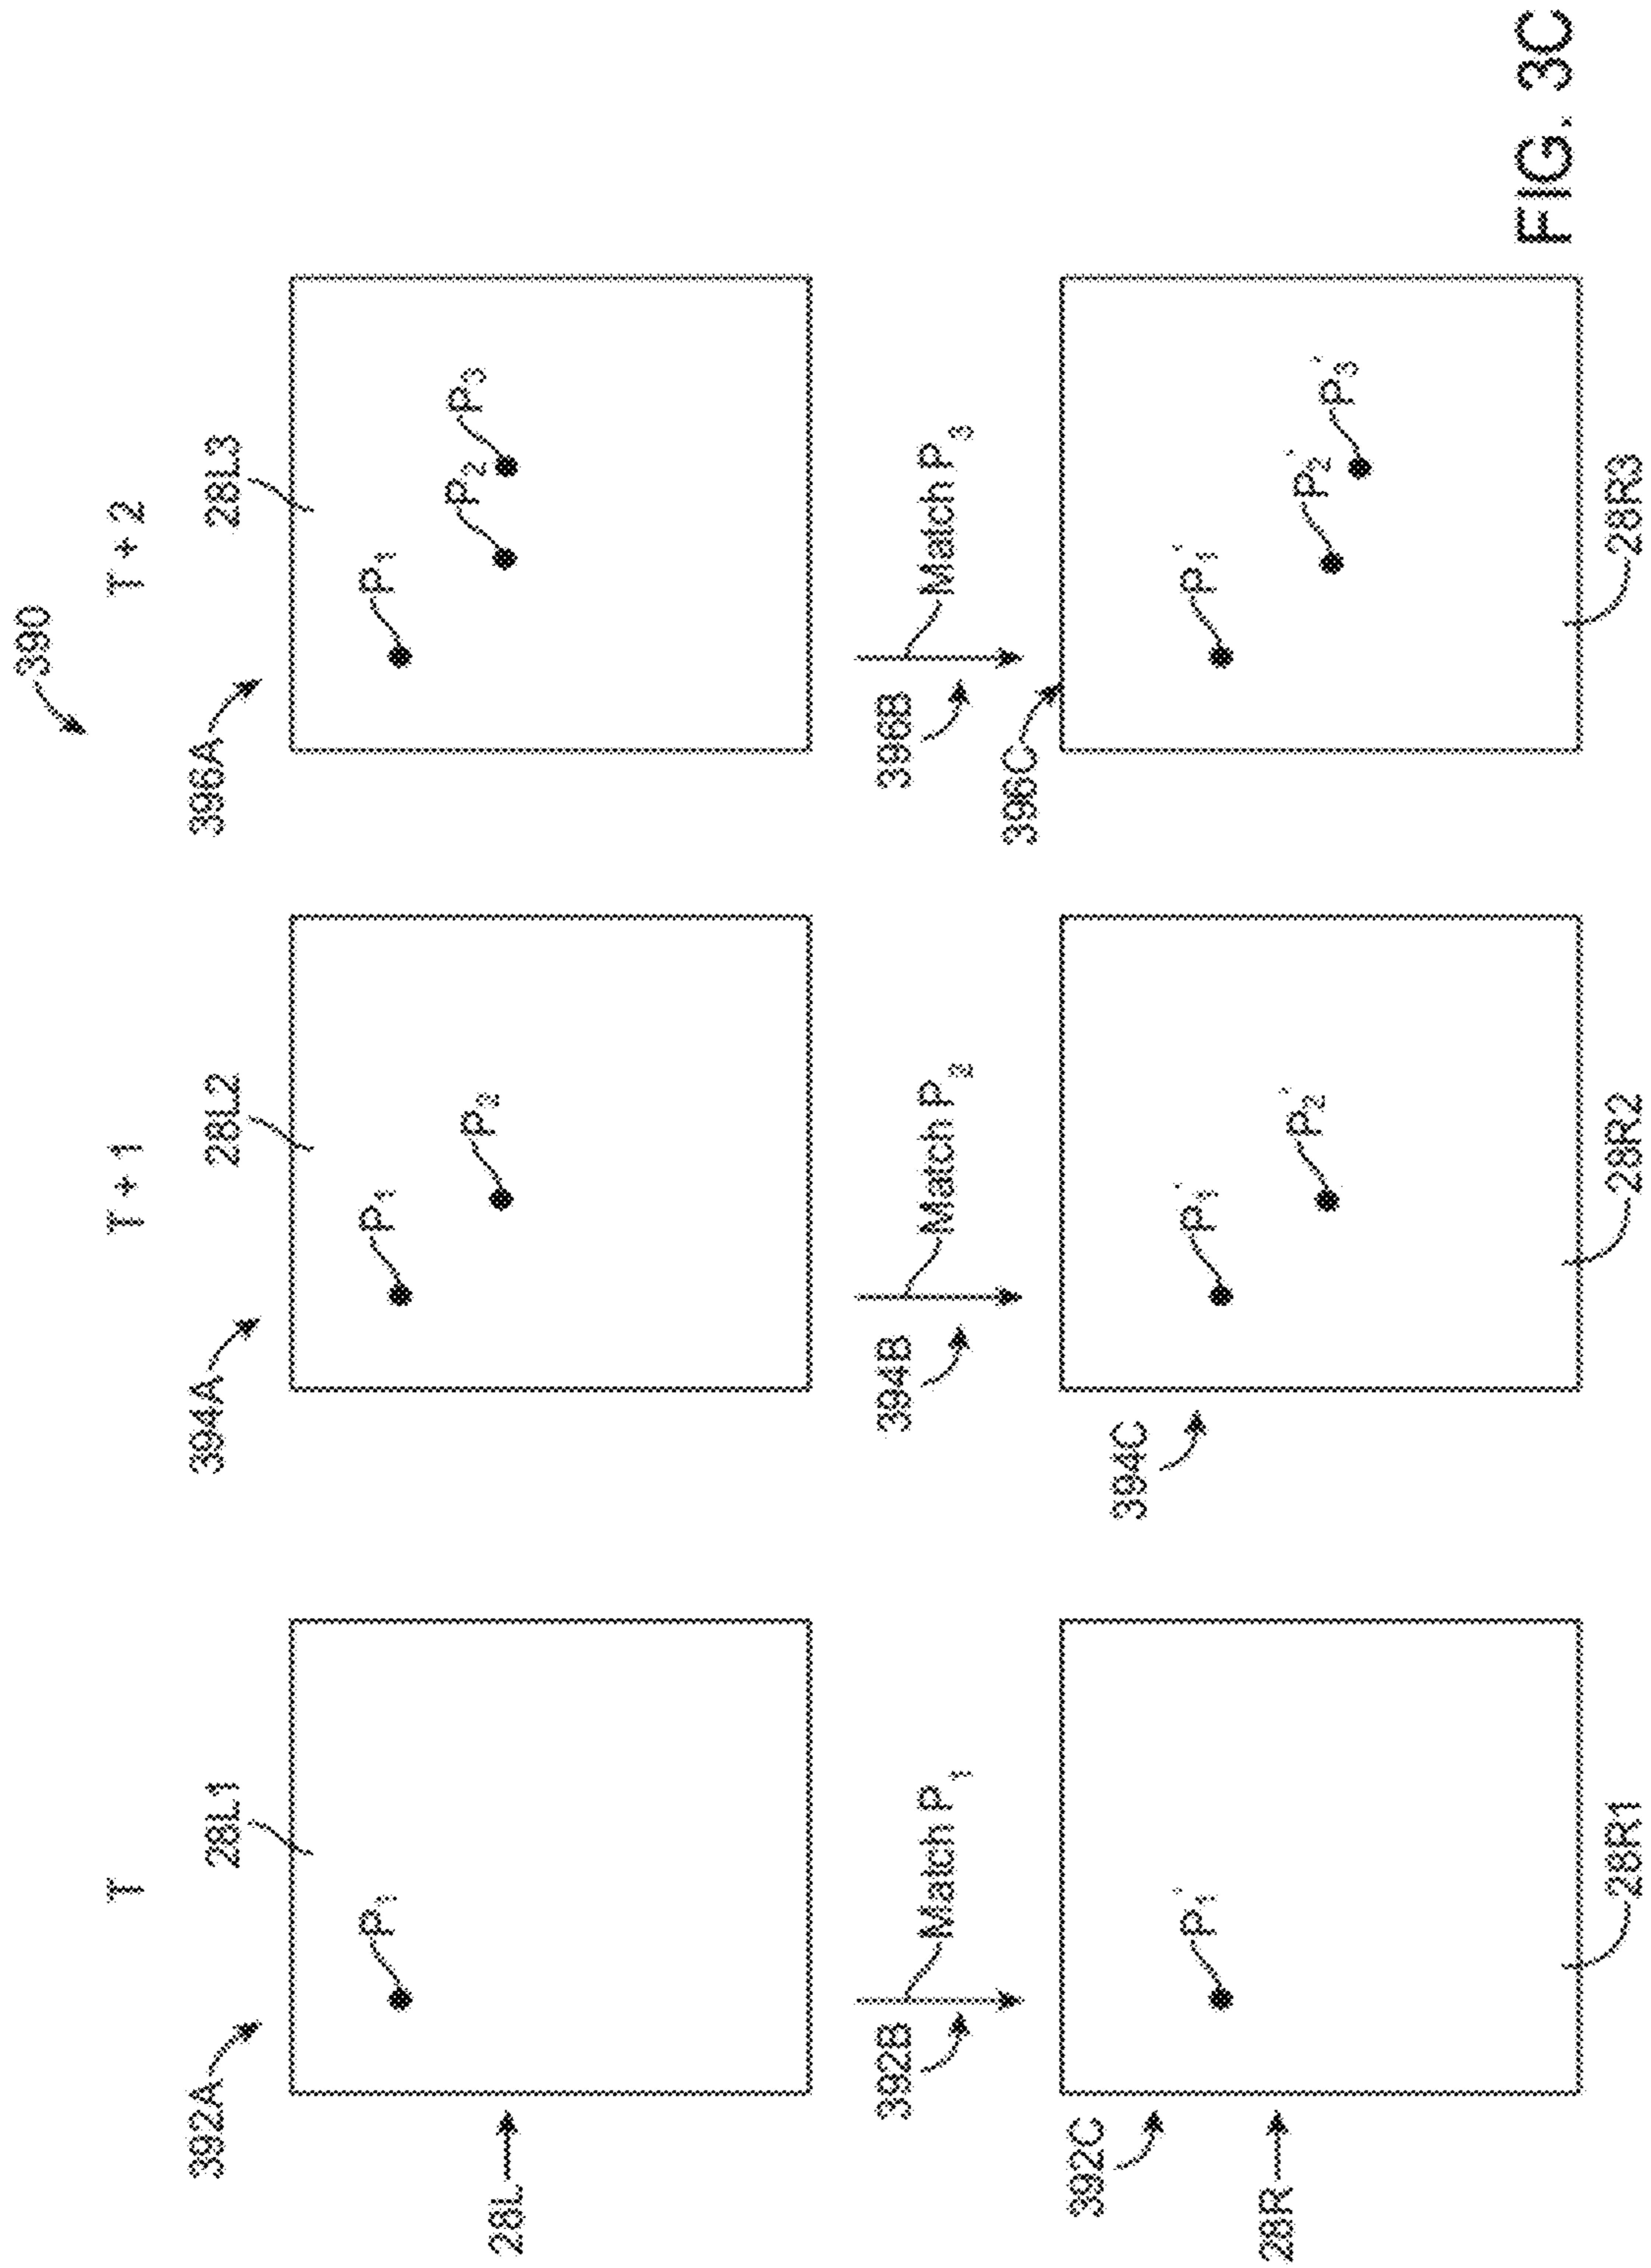 390
T
T + 1
T + 2
392A
28L1
394A
28L2
396A
28L3
28L
P1
P1
P2
P1
P2
P3
392B
Match P1
394B
Match P2
396B
Match P3
392C
394C
396C
28R
P1'
P1'
P2'
P1'
P2'
P3'
28R1
28R2
28R3
FIG. 3C